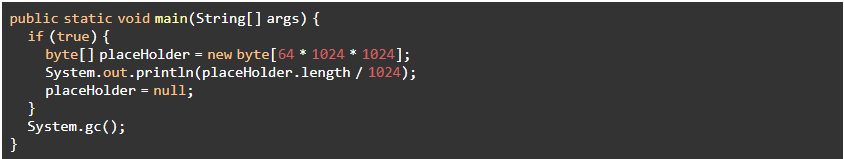 public static void main(String[] args) {
  if (true) {
    byte[] placeHolder = new byte[64 * 1024 * 1024];
    System.out.println(placeHolder.length / 1024);
    placeHolder = null;
  }
  System.gc();
}